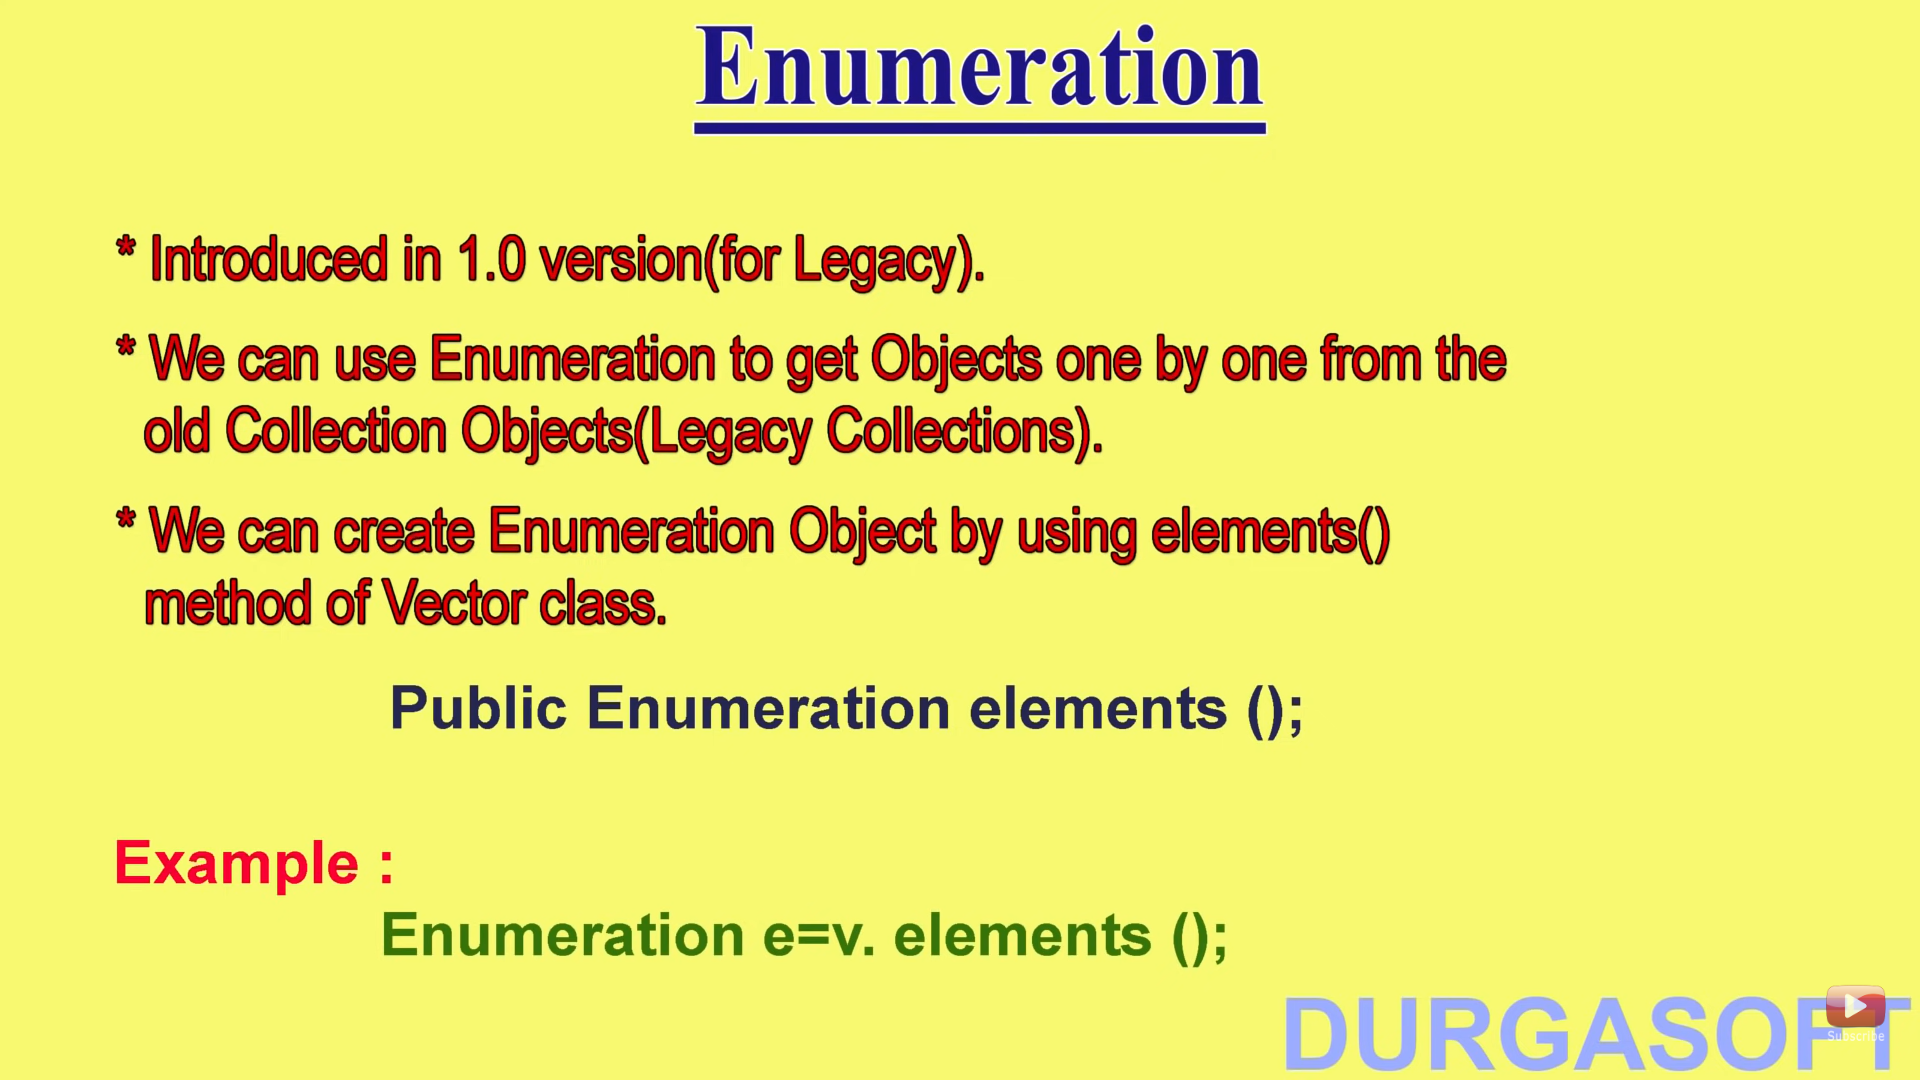 Enumeration
* Introduced in 1.0 version(for Legacy).
* We can use Enumeration to get Objects one by one from the
old Collection Objects(Legacy Collections).
* We can create Enumeration Object by using elements()
method of Vector class.
Public Enumeration elements ();
Example :
Enumeration e=v. elements ();
DURGASOFT
Subscribe